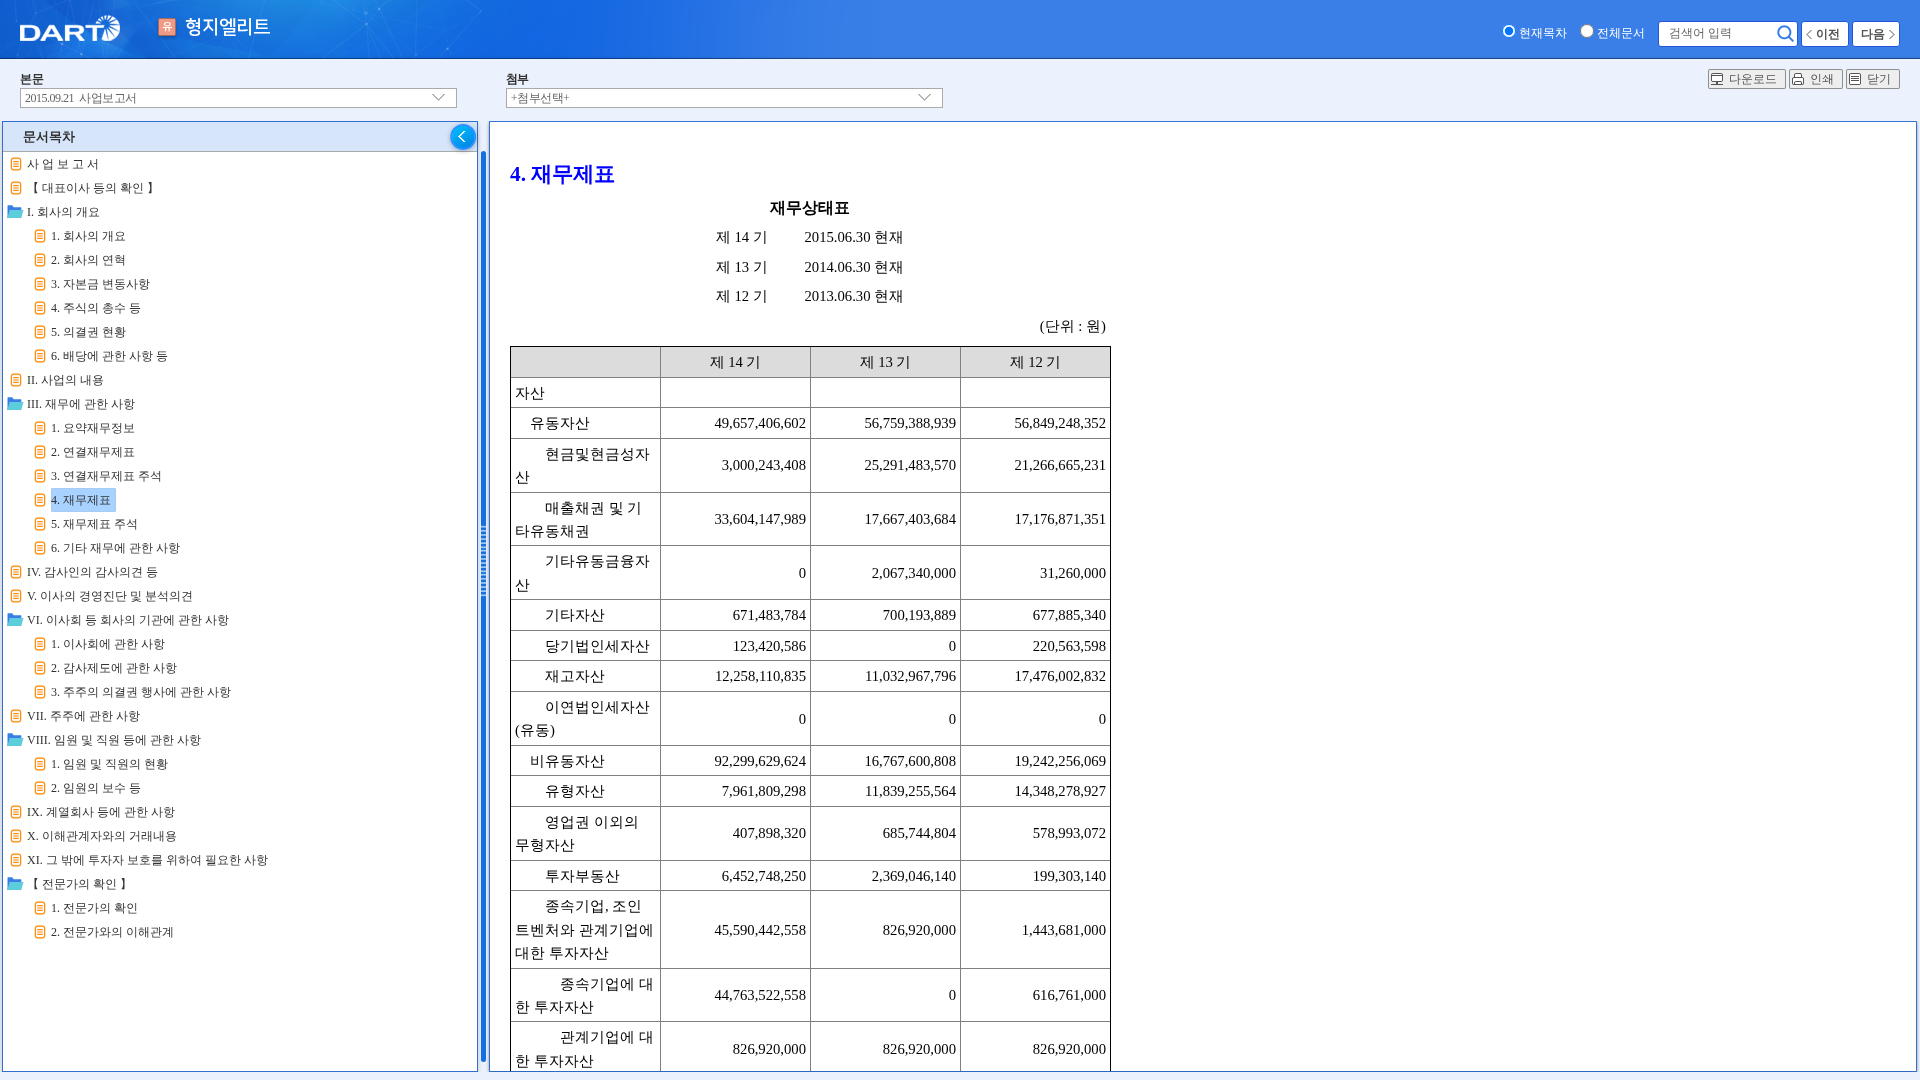 DART
유 형지엘리트
현재목차 전체문서 검색어 입력 이전 다음
본문
2015.09.21 사업보고서
첨부
+첨부선택+
다운로드 인쇄 닫기
문서목차
사 업 보 고 서
【 대표이사 등의 확인 】
I. 회사의 개요
1. 회사의 개요
2. 회사의 연혁
3. 자본금 변동사항
4. 주식의 총수 등
5. 의결권 현황
6. 배당에 관한 사항 등
II. 사업의 내용
III. 재무에 관한 사항
1. 요약재무정보
2. 연결재무제표
3. 연결재무제표 주석
4. 재무제표
5. 재무제표 주석
6. 기타 재무에 관한 사항
IV. 감사인의 감사의견 등
V. 이사의 경영진단 및 분석의견
VI. 이사회 등 회사의 기관에 관한 사항
1. 이사회에 관한 사항
2. 감사제도에 관한 사항
3. 주주의 의결권 행사에 관한 사항
VII. 주주에 관한 사항
VIII. 임원 및 직원 등에 관한 사항
1. 임원 및 직원의 현황
2. 임원의 보수 등
IX. 계열회사 등에 관한 사항
X. 이해관계자와의 거래내용
XI. 그 밖에 투자자 보호를 위하여 필요한 사항
【 전문가의 확인 】
1. 전문가의 확인
2. 전문가와의 이해관계
4. 재무제표
재무상태표
제 14 기 2015.06.30 현재
제 13 기 2014.06.30 현재
제 12 기 2013.06.30 현재
(단위 : 원)
제 14 기 제 13 기 제 12 기
자산
유동자산 49,657,406,602 56,759,388,939 56,849,248,352
현금및현금성자
산 3,000,243,408 25,291,483,570 21,266,665,231
매출채권 및 기
타유동채권 33,604,147,989 17,667,403,684 17,176,871,351
기타유동금융자
산 0 2,067,340,000 31,260,000
기타자산 671,483,784 700,193,889 677,885,340
당기법인세자산 123,420,586 0 220,563,598
재고자산 12,258,110,835 11,032,967,796 17,476,002,832
이연법인세자산
(유동) 0 0 0
비유동자산 92,299,629,624 16,767,600,808 19,242,256,069
유형자산 7,961,809,298 11,839,255,564 14,348,278,927
영업권 이외의
무형자산 407,898,320 685,744,804 578,993,072
투자부동산 6,452,748,250 2,369,046,140 199,303,140
종속기업, 조인
트벤처와 관계기업에
대한 투자자산 45,590,442,558 826,920,000 1,443,681,000
종속기업에 대
한 투자자산 44,763,522,558 0 616,761,000
관계기업에 대
한 투자자산 826,920,000 826,920,000 826,920,000